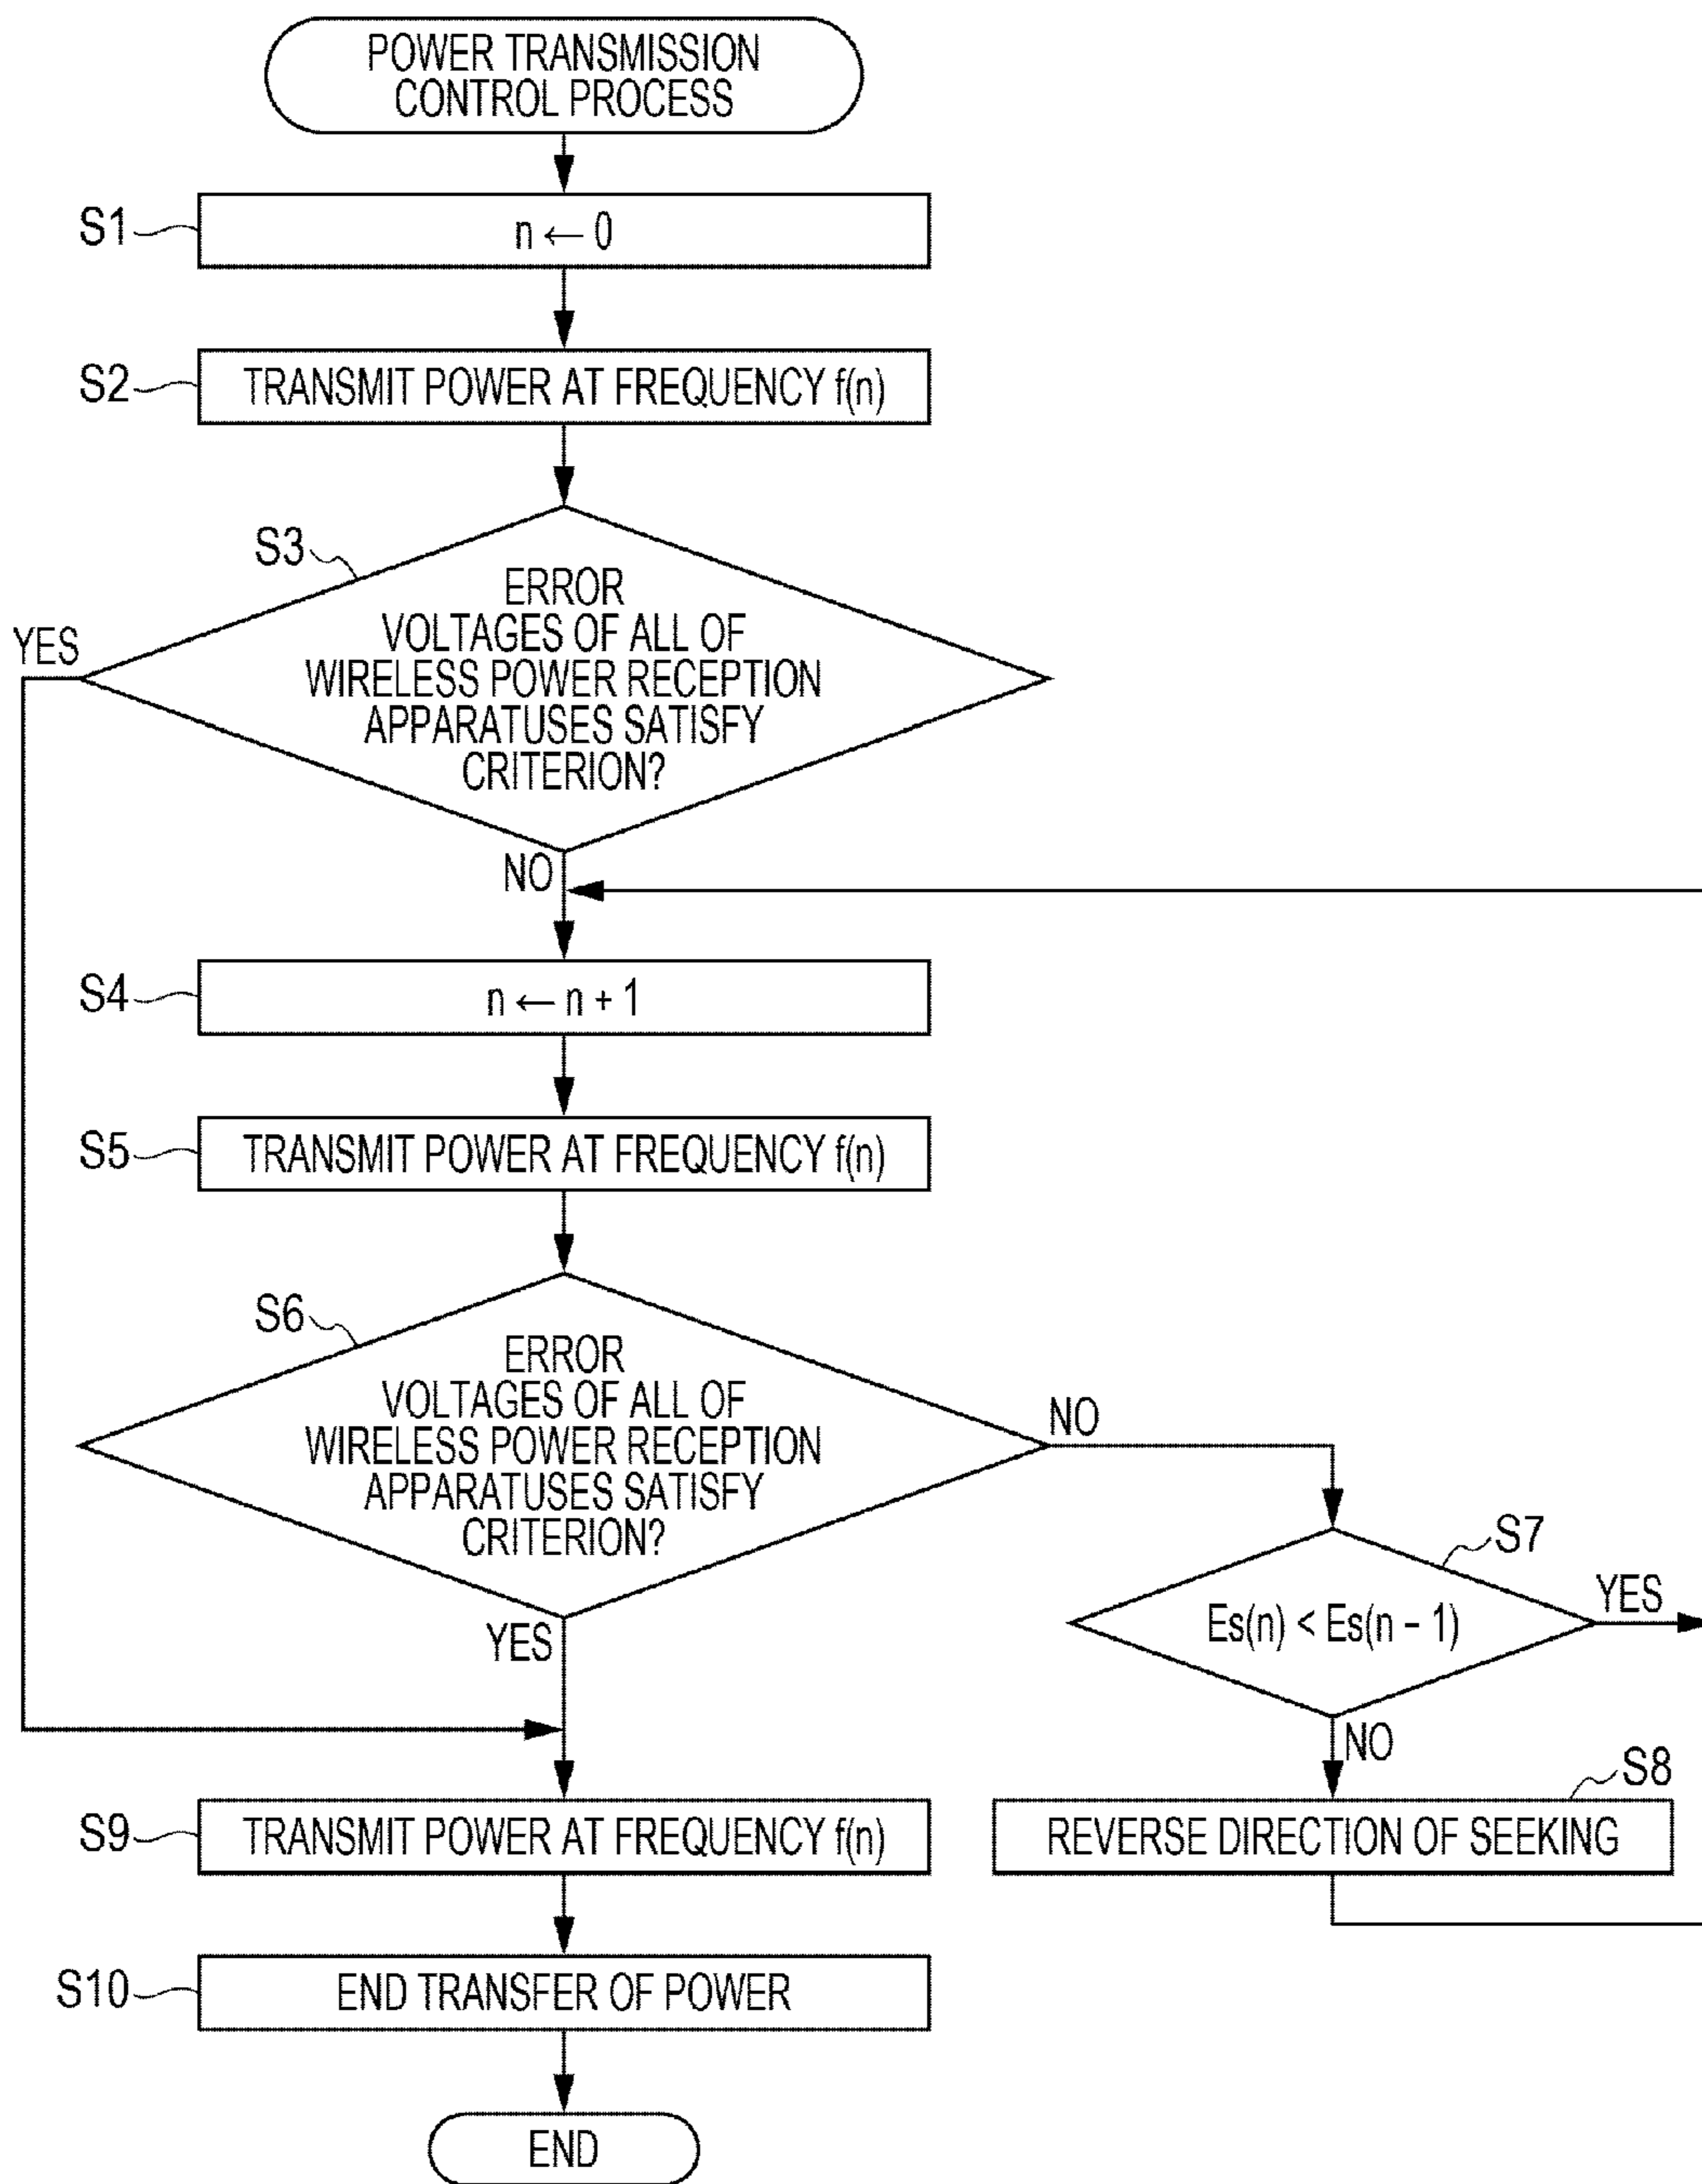 POWER TRANSMISSION
CONTROL PROCESS
S1
n ← 0
S2
TRANSMIT POWER AT FREQUENCY f(n)
S3
ERROR
VOLTAGES OF ALL OF
WIRELESS POWER RECEPTION
APPARATUSES SATISFY
CRITERION?
YES
NO
S4
n ← n + 1
S5
TRANSMIT POWER AT FREQUENCY f(n)
S6
ERROR
VOLTAGES OF ALL OF
WIRELESS POWER RECEPTION
APPARATUSES SATISFY
CRITERION?
NO
YES
S7
Es(n) < Es(n – 1)
YES
NO
S8
REVERSE DIRECTION OF SEEKING
S9
TRANSMIT POWER AT FREQUENCY f(n)
S10
END TRANSFER OF POWER
END